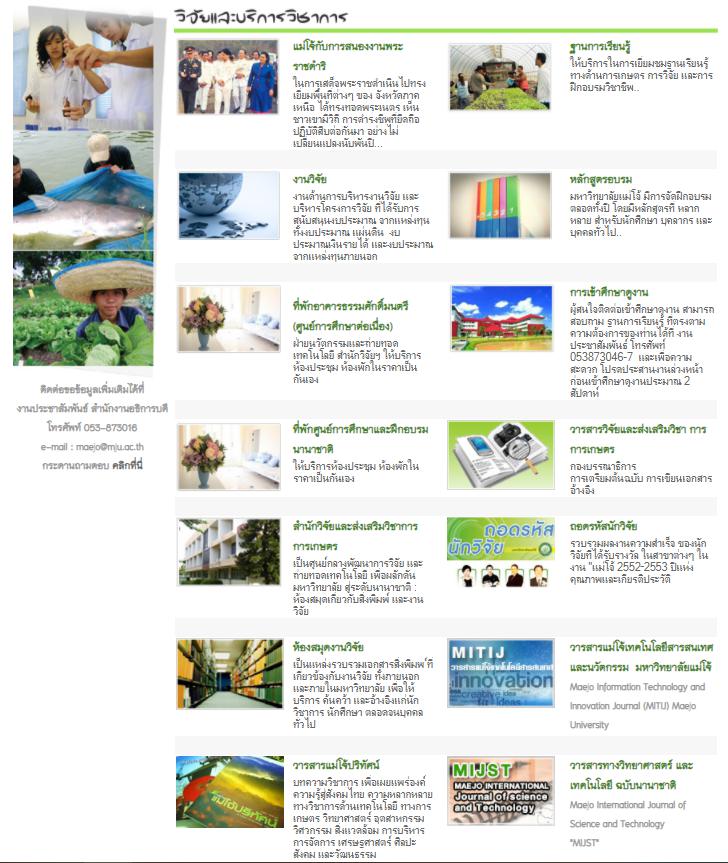 วิจัยและบริการวิชาการ
แม่โจ้กับการสนองงานพระ
ราชดำริ
ในการเสด็จพระราชดำเนินไปทรง
เยี่ยมพื้นที่ต่างๆ ของ จังหวัดภาค
เหนือ ได้ทรงทอดพระเนตร เห็น
ชาวเขามีวิถี การดำรงชีพที่ยึดถือ
ปฏิบัติสืบต่อกันมา อย่างไม่
เปลี่ยนแปลงนับพันปี...
ฐานการเรียนรู้
ให้บริการในการเยี่ยมชมฐานเรียนรู้
ทางด้านการเกษตร การวิจัย และการ
ฝึกอบรมวิชาชีพ..
งานวิจัย
งานด้านการบริหารงานวิจัย และ
บริหารโครงการวิจัย ที่ได้รับการ
สนับสนุนงบประมาณ จากแหล่งทุน
ทั้งงบประมาณ แผ่นดิน งบ
ประมาณเงินรายได้ และงบประมาณ
จากแหล่งทุนภายนอก
หลักสูตรอบรม
มหาวิทยาลัยแม่โจ้ มีการจัดฝึกอบรม
ตลอดทั้งปี โดยมีหลักสูตรที่ หลาก
หลาย สำหรับนักศึกษา บุคลากร และ
บุคคลทั่วไป..
ที่พักอาคารธรรมศักดิ์มนตรี
(ศูนย์การศึกษาต่อเนื่อง)
ฝ่ายนวัตกรรมและถ่ายทอด
เทคโนโลยี สำนักวิจัยฯ ให้บริการ
ห้องประชุม ห้องพักในราคาเป็น
กันเอง
การเข้าศึกษาดูงาน
ผู้สนใจติดต่อเข้าศึกษาดูงาน สามารถ
สอบถาม ฐานการเรียนรู้ ที่ตรงตาม
ความต้องการของท่านได้ที่ งาน
ประชาสัมพันธ์ โทรศัพท์
053873046-7 และเพื่อความ
สะดวก โปรดประสานงานล่วงหน้า
ก่อนเข้าศึกษาดูงานประมาณ 2
สัปดาห์
ติดต่อขอข้อมูลเพิ่มเติมได้ที่
งานประชาสัมพันธ์ สำนักงานอธิการบดี
โทรศัพท์ 053-873016
e-mail : maejo@mju.ac.th
กระดานถามตอบ คลิกที่นี่
ที่พักศูนย์การศึกษาและฝึกอบรม
นานาชาติ
ให้บริการห้องประชุม ห้องพักใน
ราคาเป็นกันเอง
วารสารวิจัยและส่งเสริมวิชา การ
การเกษตร
กองบรรณาธิการ
การเตรียมต้นฉบับ การเขียนเอกสาร
อ้างอิง
สำนักวิจัยและส่งเสริมวิชาการ
การเกษตร
เป็นศูนย์กลางพัฒนาการวิจัย และ
ถ่ายทอดเทคโนโลยี เพื่อผลักดัน
มหาวิทยาลัย สู่ระดับนานาชาติ :
ห้องสมุดเกี่ยวกับสิ่งพิมพ์ และงาน
วิจัย
ถอดรหัส
นักวิจัย
ถอดรหัสนักวิจัย
รวบรวมผลงานความสำเร็จ ของนัก
วิจัยที่ได้รับรางวัล ในสาขาต่างๆ ใน
งาน "แม่โจ้ 2552-2553 ปีแห่ง
คุณภาพและเกียรติประวัติ
ห้องสมุดงานวิจัย
เป็นแหล่งรวบรวมเอกสารสิ่งพิมพ์ ที่
เกี่ยวข้องกับงานวิจัย ทั้งภายนอก
และภายในมหาวิทยาลัย เพื่อให้
บริการ ค้นคว้า และอ้างอิงแก่นัก
วิชาการ นักศึกษา ตลอดจนบุคคล
ทั่วไป
MITIJ
วารสารแม่โจ้เทคโนโลยีสารสนเทศ
innovation
creative idea
วารสารแม่โจ้เทคโนโลยีสารสนเทศ
และนวัตกรรม มหาวิทยาลัยแม่โจ้
Maejo Information Technology and
Innovation Journal (MITIJ) Maejo
University
แม่โจ้ปริทัศน์
วารสารแม่โจ้ปริทัศน์
บทความวิชาการ เพื่อเผยแพร่องค์
ความรู้สู่สังคมไทย ความหลากหลาย
ทางวิชาการด้านเทคโนโลยี ทางการ
เกษตร วิทยาศาสตร์ อุตสาหกรรม
วิศวกรรม สิ่งแวดล้อม การบริหาร
การจัดการ เศรษฐศาสตร์ ศิลปะ
สังคม และวัฒนธรรม
MIJST
MAEJO INTERNATIONAL
Journal of science
and Technology
วารสารทางวิทยาศาสตร์ และ
เทคโนโลยี ฉบับนานาชาติ
Maejo International Journal of
Science and Technology
"MIJST"